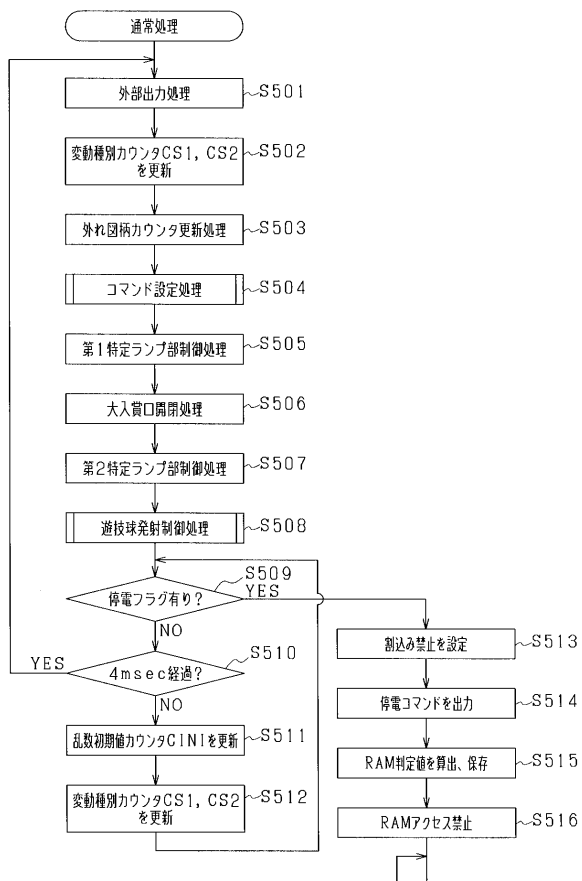 通常処理
外部出力処理
S501
変動種別カウンタCS1, CS2
を更新
S502
外れ図柄カウンタ更新処理
S503
コマンド設定処理
S504
第1特定ランプ部制御処理
S505
大入賞口開閉処理
S506
第2特定ランプ部制御処理
S507
遊技球発射制御処理
S508
停電フラグ有り?
S509
YES
NO
4msec経過?
S510
YES
NO
乱数初期値カウンタCINIを更新
S511
変動種別カウンタCS1, CS2
を更新
S512
割込み禁止を設定
S513
停電コマンドを出力
S514
RAM判定値を算出、保存
S515
RAMアクセス禁止
S516